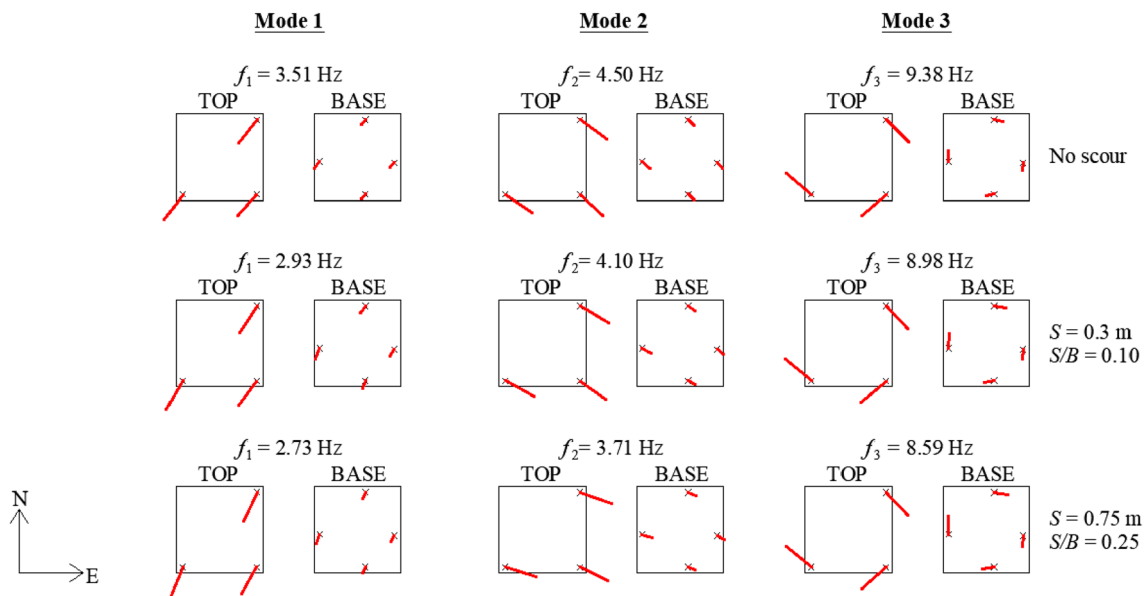 Mode 1 Mode 2 Mode 3
f₁ = 3.51 Hz f₂= 4.50 Hz f₃ = 9.38 Hz
TOP BASE TOP BASE TOP BASE
No scour
f₁ = 2.93 Hz f₂= 4.10 Hz f₃ = 8.98 Hz
TOP BASE TOP BASE TOP BASE
S = 0.3 m
S/B = 0.10
f₁ = 2.73 Hz f₂= 3.71 Hz f₃ = 8.59 Hz
TOP BASE TOP BASE TOP BASE
N
S = 0.75 m
S/B = 0.25
E